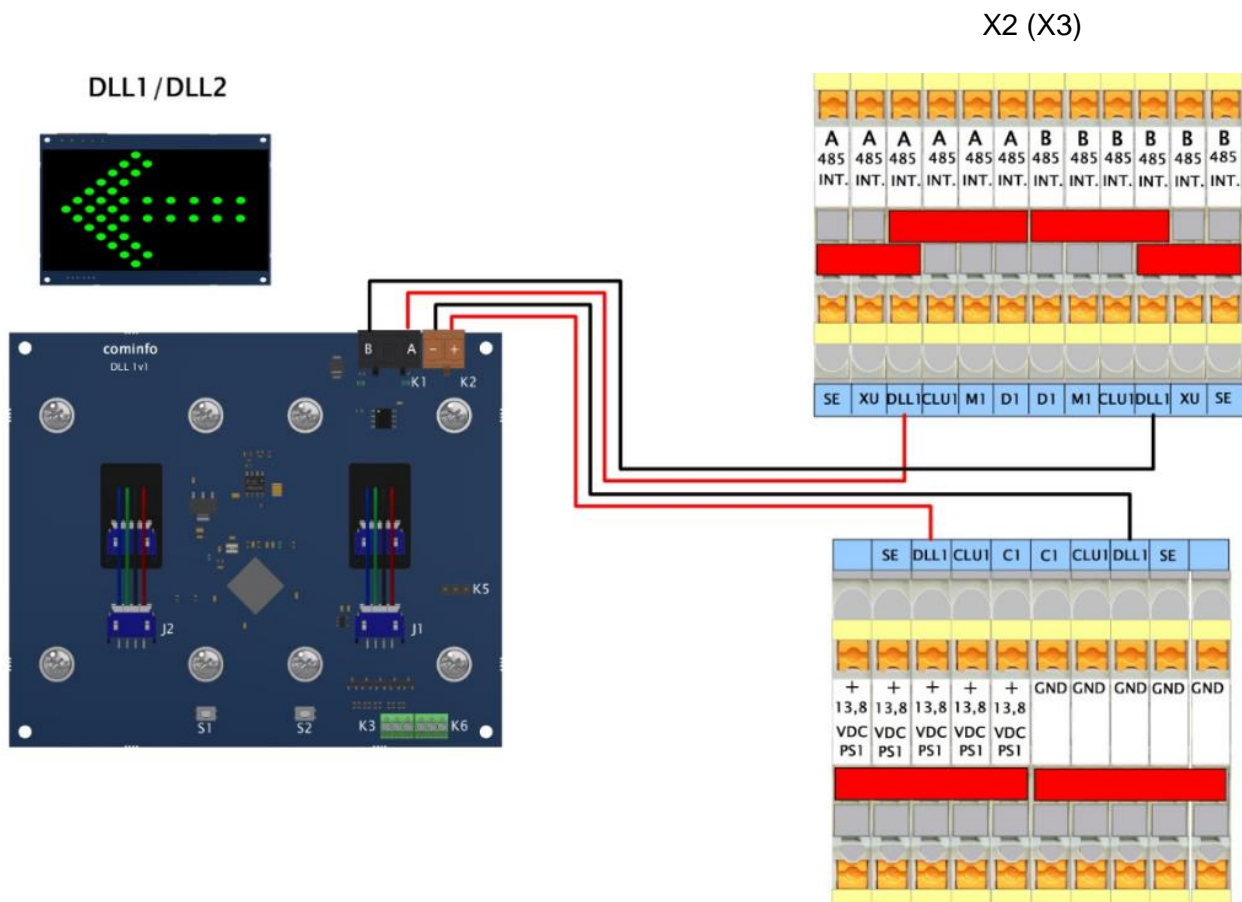 X2 (X3)
DLL1/DLL2
A A A A A A B B B B B B
485 485 485 485 485 485 485 485 485 485 485 485
INT. INT. INT. INT. INT. INT. INT. INT. INT. INT. INT. INT.
SE XU DLL1 CLU1 M1 D1 D1 M1 CLU1 DLL1 XU SE
cominfo
DLL 1v1
B A - +
K1 K2
K5
J2 J1
S1 S2 K3 K6
SE DLL1 CLU1 C1 C1 CLU1 DLL1 SE
+ + + + + GND GND GND GND GND
13,8 13,8 13,8 13,8 13,8
VDC VDC VDC VDC VDC
PS1 PS1 PS1 PS1 PS1